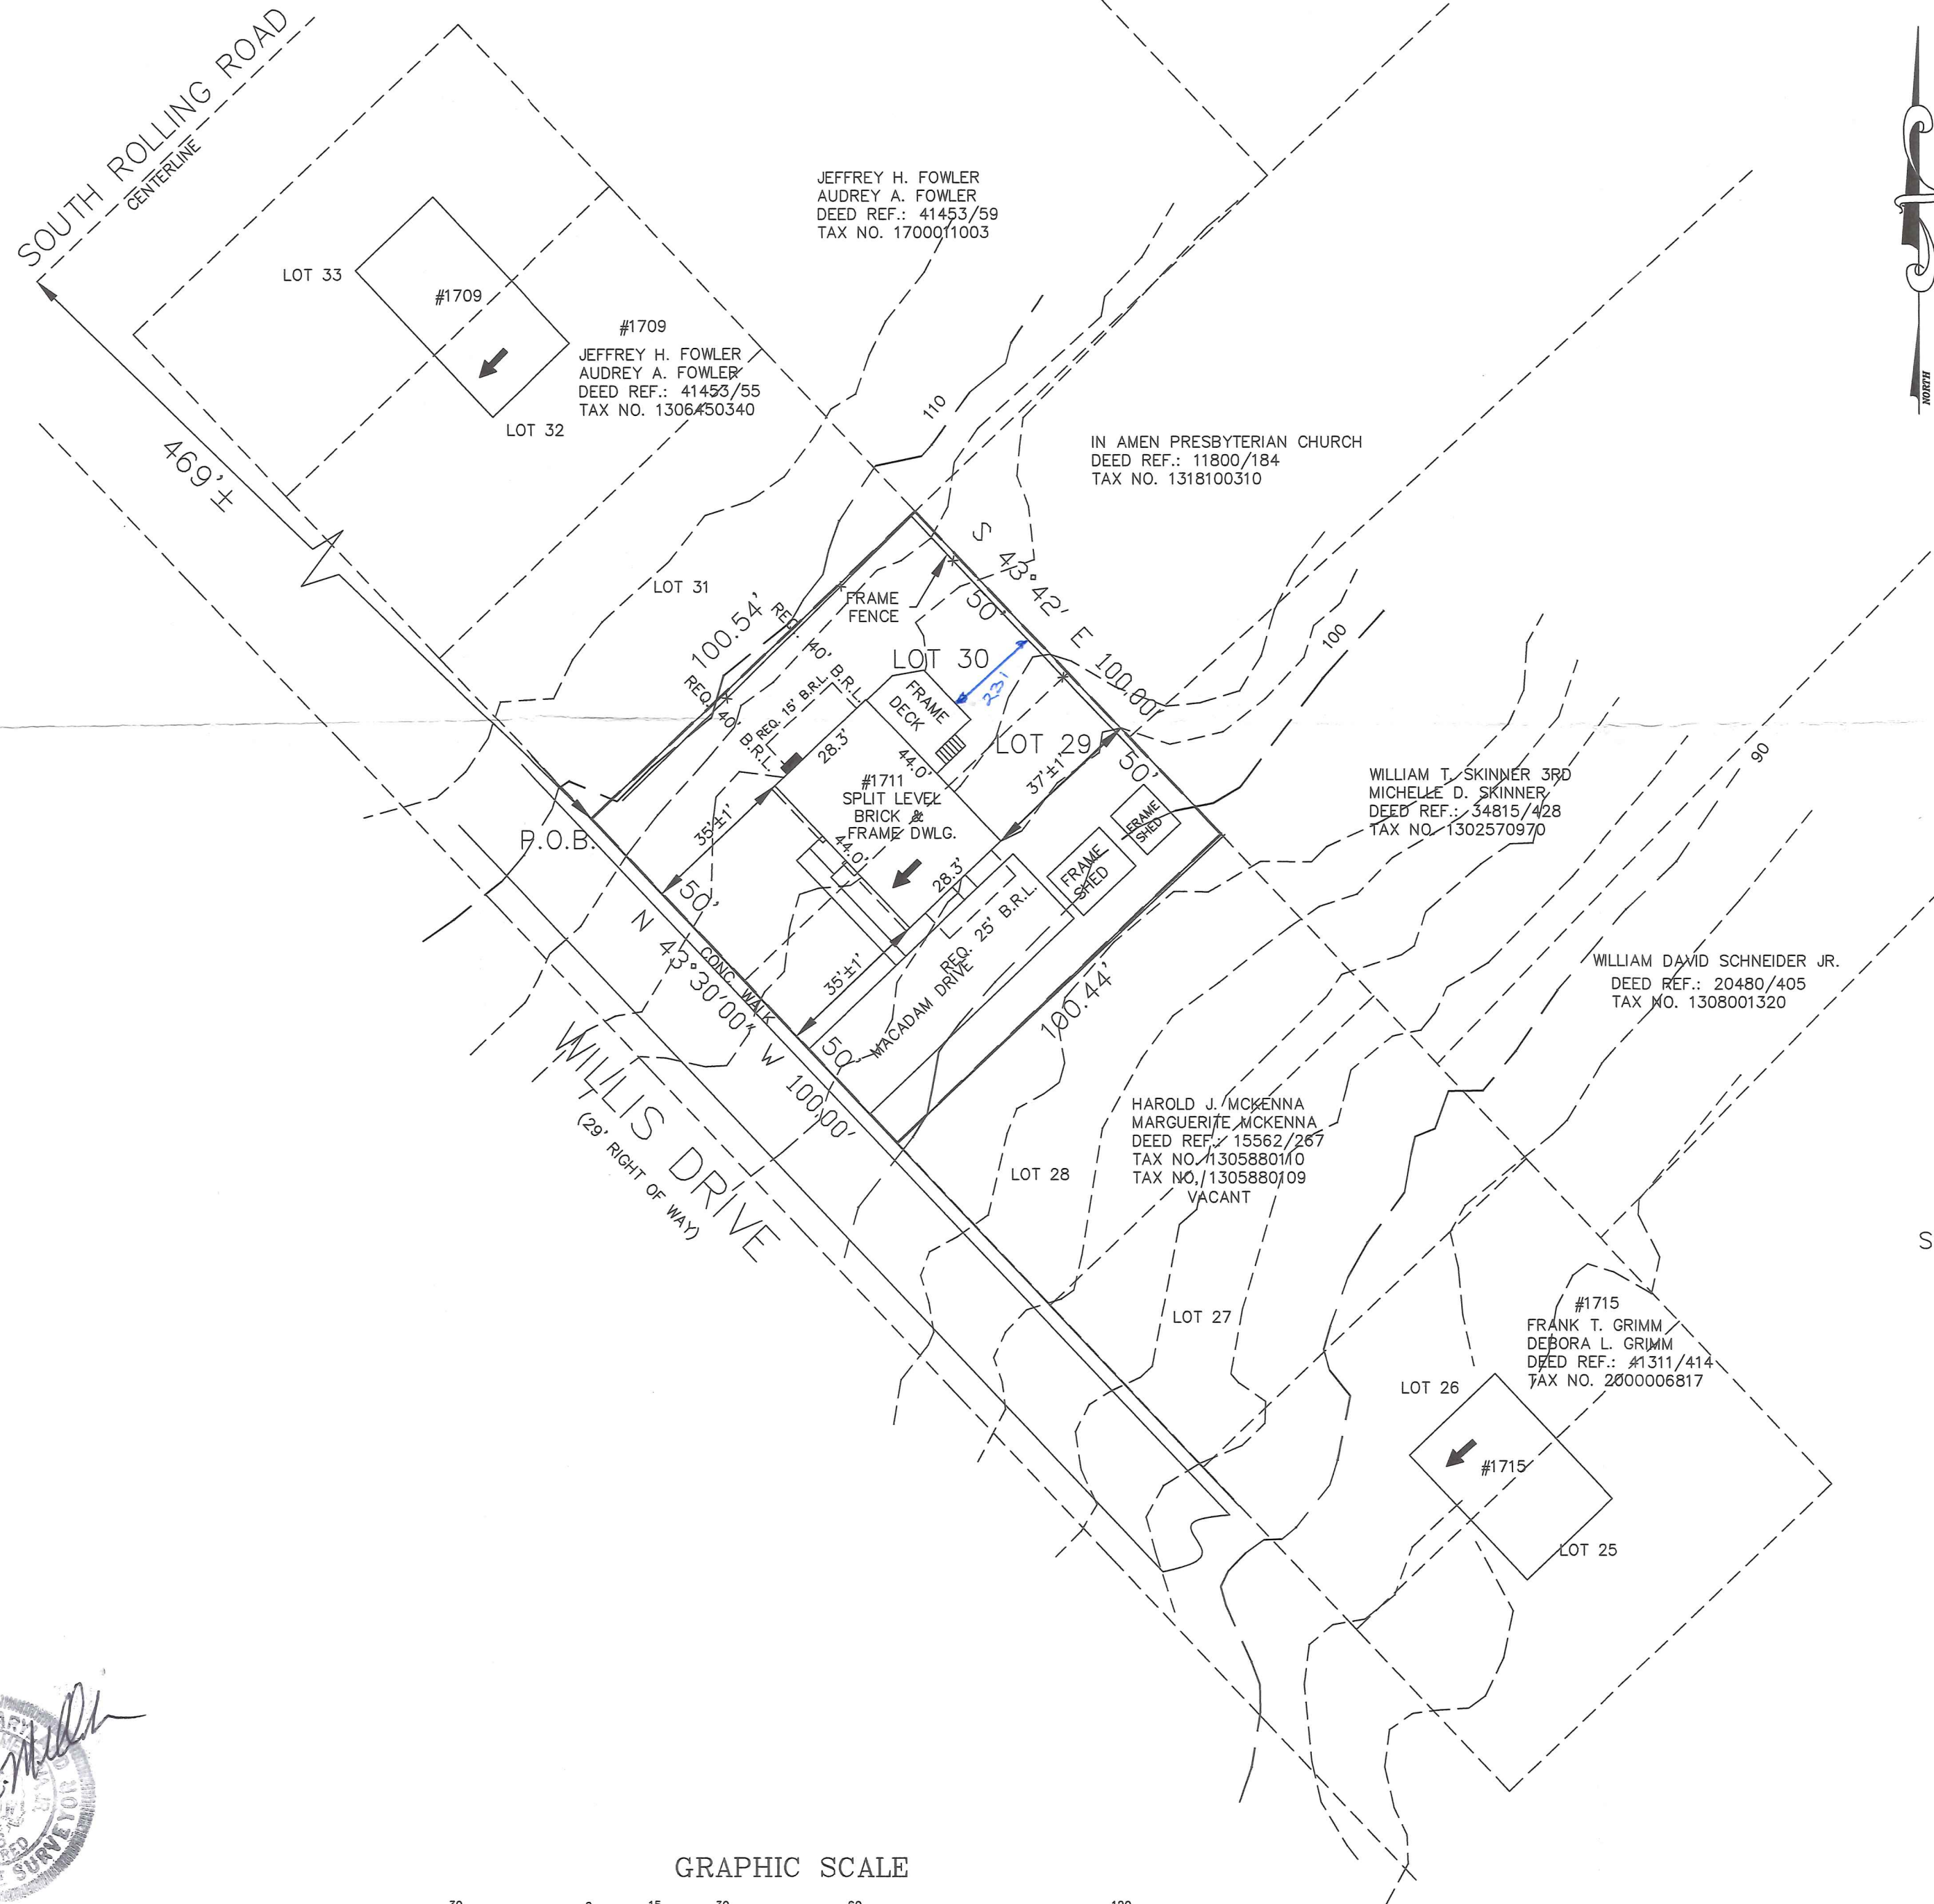 SOUTH ROLLING ROAD
CENTERLINE
NORTH
JEFFREY H. FOWLER
AUDREY A. FOWLER
DEED REF.: 41453/59
TAX NO. 1700011003
LOT 33
#1709
#1709
JEFFREY H. FOWLER
AUDREY A. FOWLER
DEED REF.: 41453/55
TAX NO. 1306450340
LOT 32
469'±
110
IN AMEN PRESBYTERIAN CHURCH
DEED REF.: 11800/184
TAX NO. 1318100310
S 43°42' E 100.00'
LOT 31
100.54'
FRAME
FENCE
50'
REQ. 40' B.R.L.
REQ. 40' B.R.L.
REQ. 15' B.R.L.
LOT 30
23'
FRAME
DECK
100
LOT 29
50'
90
28.3'
44.0'
37'±1'
#1711
SPLIT LEVEL
BRICK &
FRAME DWLG.
44.0'
28.3'
35'±1'
35'±1'
FRAME
SHED
FRAME
SHED
WILLIAM T. SKINNER 3RD
MICHELLE D. SKINNER
DEED REF.: 34815/428
TAX NO. 1302570970
P.O.B.
50'
N 43°30'00" W 100.00'
CONC. WALK
50'
REQ. 25' B.R.L.
MACADAM DRIVE
100.44'
WILLIAM DAVID SCHNEIDER JR.
DEED REF.: 20480/405
TAX NO. 1308001320
WILLIS DRIVE
(29' RIGHT OF WAY)
HAROLD J. MCKENNA
MARGUERITE MCKENNA
DEED REF.: 15562/267
TAX NO. 1305880110
TAX NO. 1305880109
VACANT
LOT 28
S
LOT 27
#1715
FRANK T. GRIMM
DEBORA L. GRIMM
DEED REF.: 41311/414
TAX NO. 2000006817
LOT 26
#1715
LOT 25
SURVEYOR
GRAPHIC SCALE
30 0 15 30 60 120